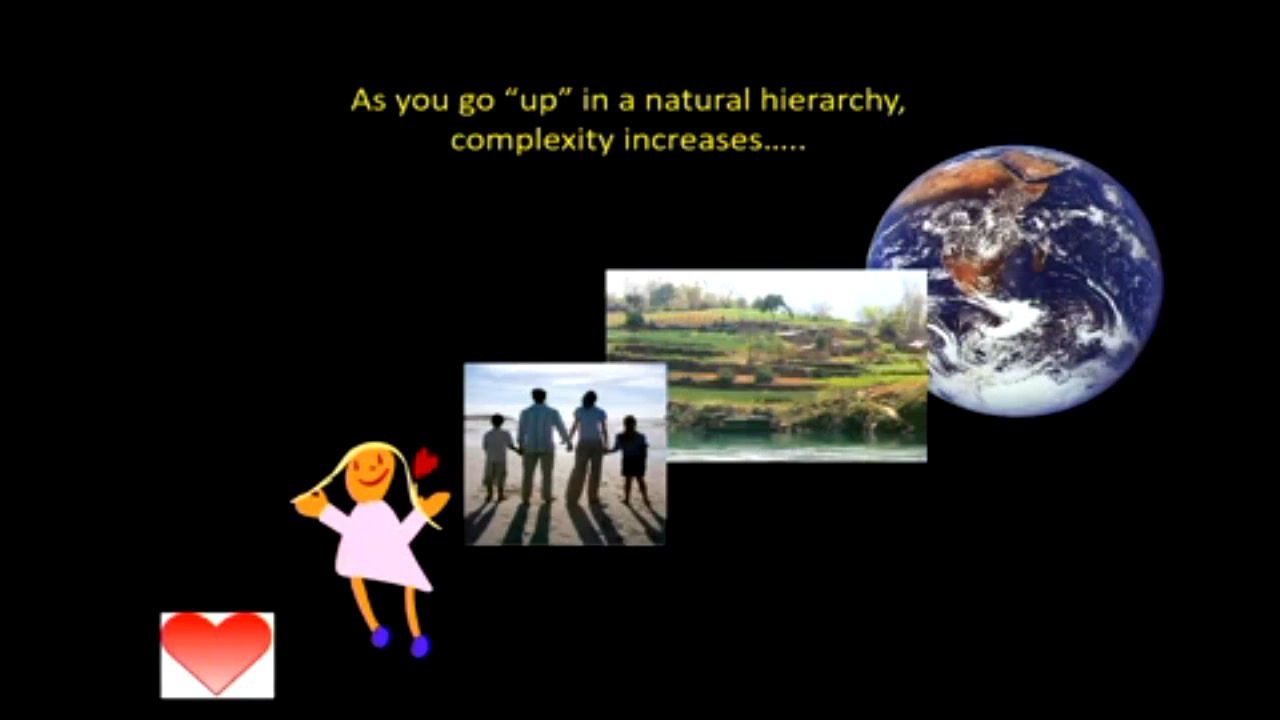 As you go “up” in a natural hierarchy,
complexity increases…..